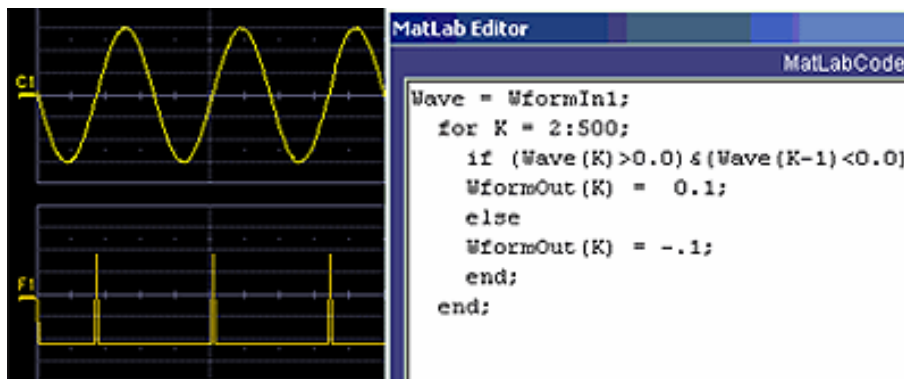 C1
F1
MatLab Editor
MatLabCode
Wave = WformIn1;
for K = 2:500;
if (Wave(K)>0.0)&(Wave(K-1)<0.0)
WformOut(K) = 0.1;
else
WformOut(K) = -.1;
end;
end;